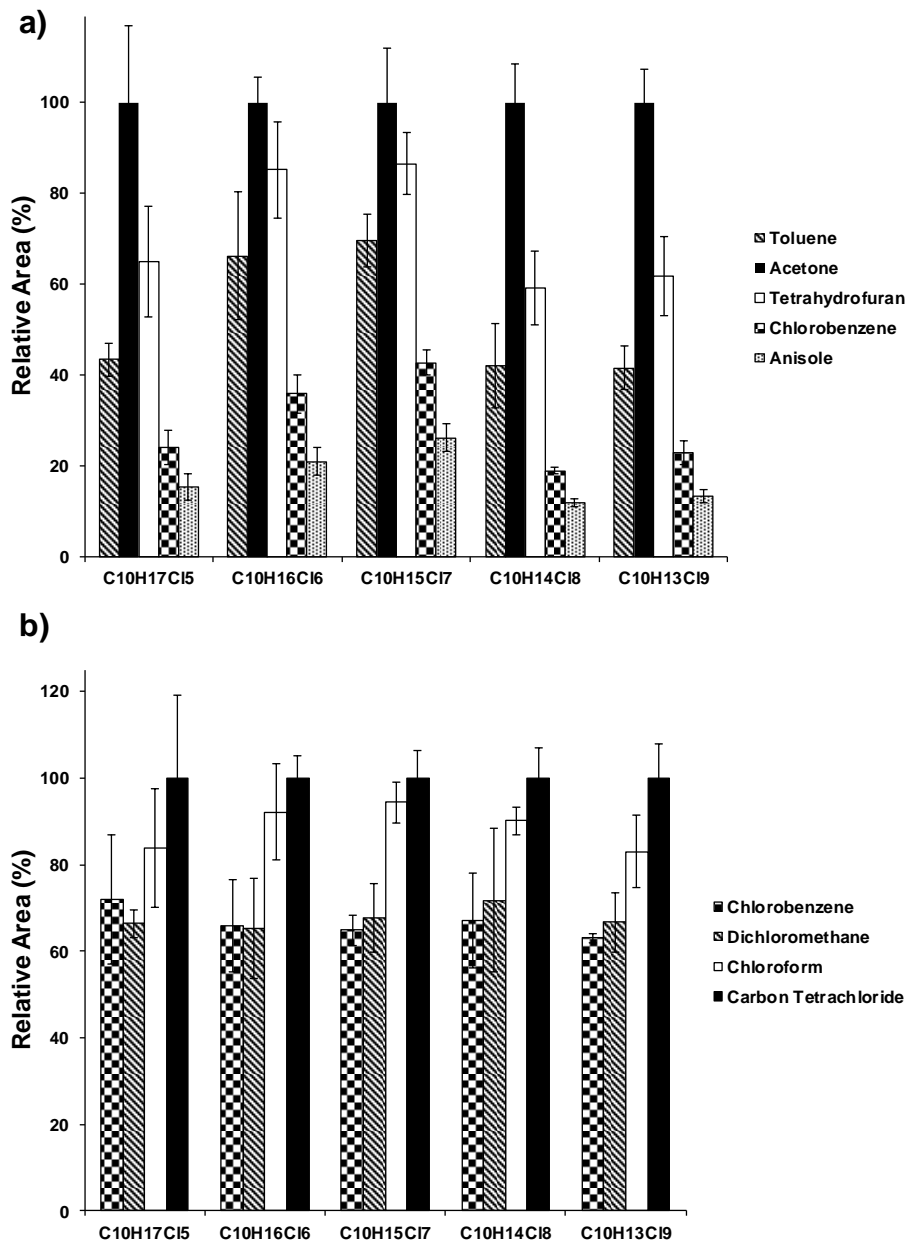 a)
Relative Area (%)
100
80
60
40
20
0
C10H17Cl5 C10H16Cl6 C10H15Cl7 C10H14Cl8 C10H13Cl9
Toluene
Acetone
Tetrahydrofuran
Chlorobenzene
Anisole
b)
Relative Area (%)
120
100
80
60
40
20
0
C10H17Cl5 C10H16Cl6 C10H15Cl7 C10H14Cl8 C10H13Cl9
Chlorobenzene
Dichloromethane
Chloroform
Carbon Tetrachloride